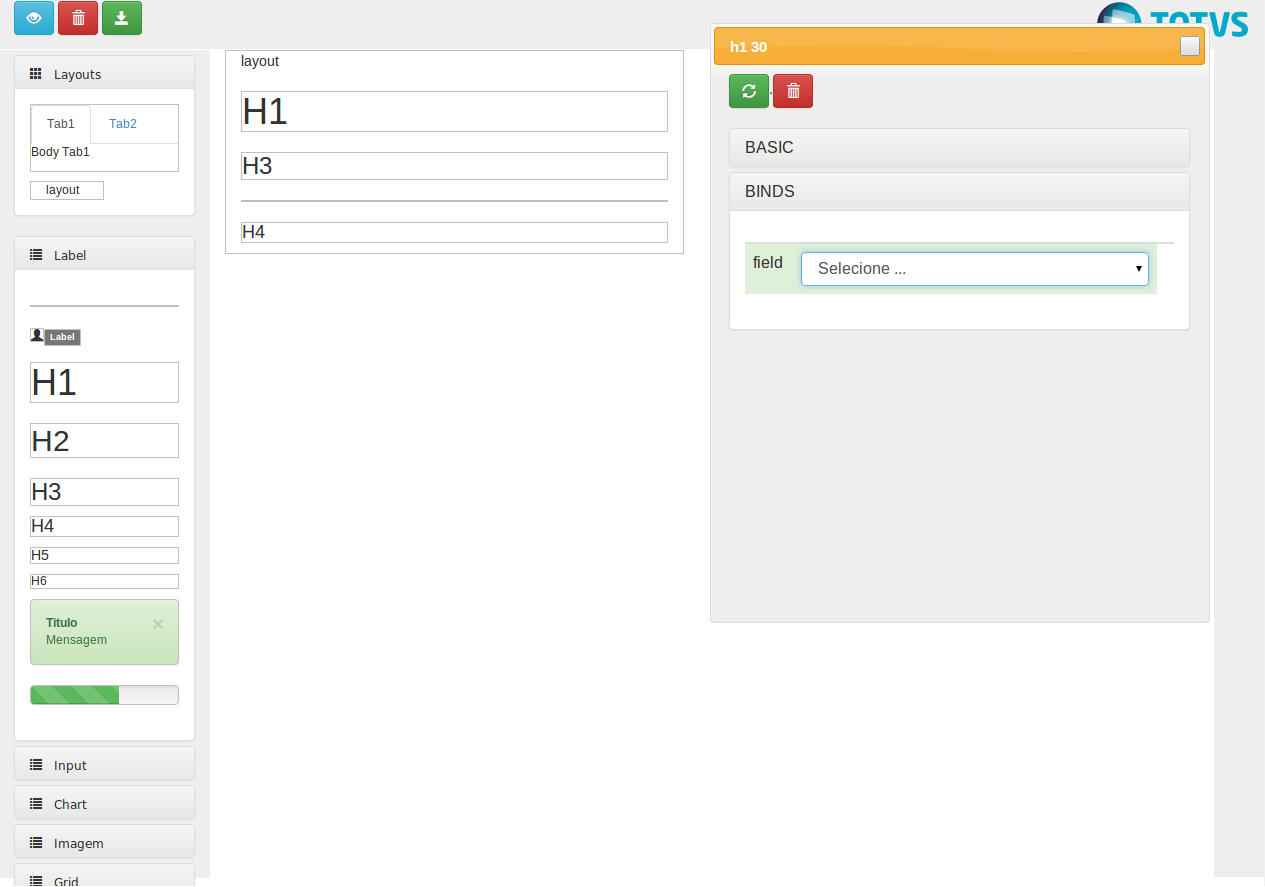 Layouts
Tab1 Tab2
Body Tab1
layout
Label
Label
H1
H2
H3
H4
H5
H6
Titulo ×
Mensagem
Input
Chart
Imagem
Grid
layout
H1
H3
H4
TOTVS
h1 30
BASIC
BINDS
field Selecione ...